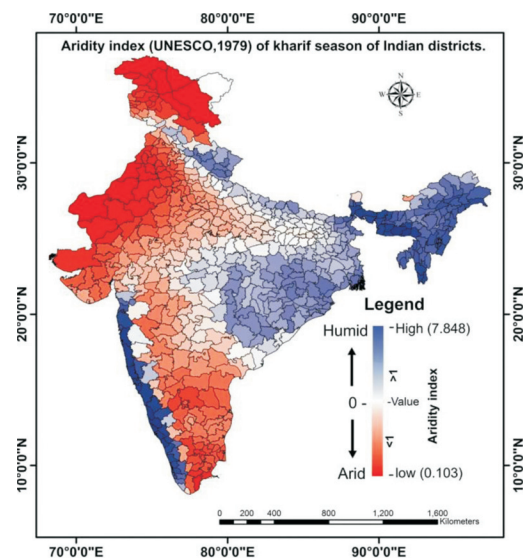 70°0'0"E 80°0'0"E 90°0'0"E
Aridity index (UNESCO,1979) of kharif season of Indian districts.
N
W E
S
30°0'0"N 30°0'0"N
20°0'0"N 20°0'0"N
10°0'0"N 10°0'0"N
Legend
Humid High (7.848)
>1
0 - -Value
<1
Aridity index
Arid low (0.103)
0 200 400 800 1,200 1,600
Kilometers
70°0'0"E 80°0'0"E 90°0'0"E